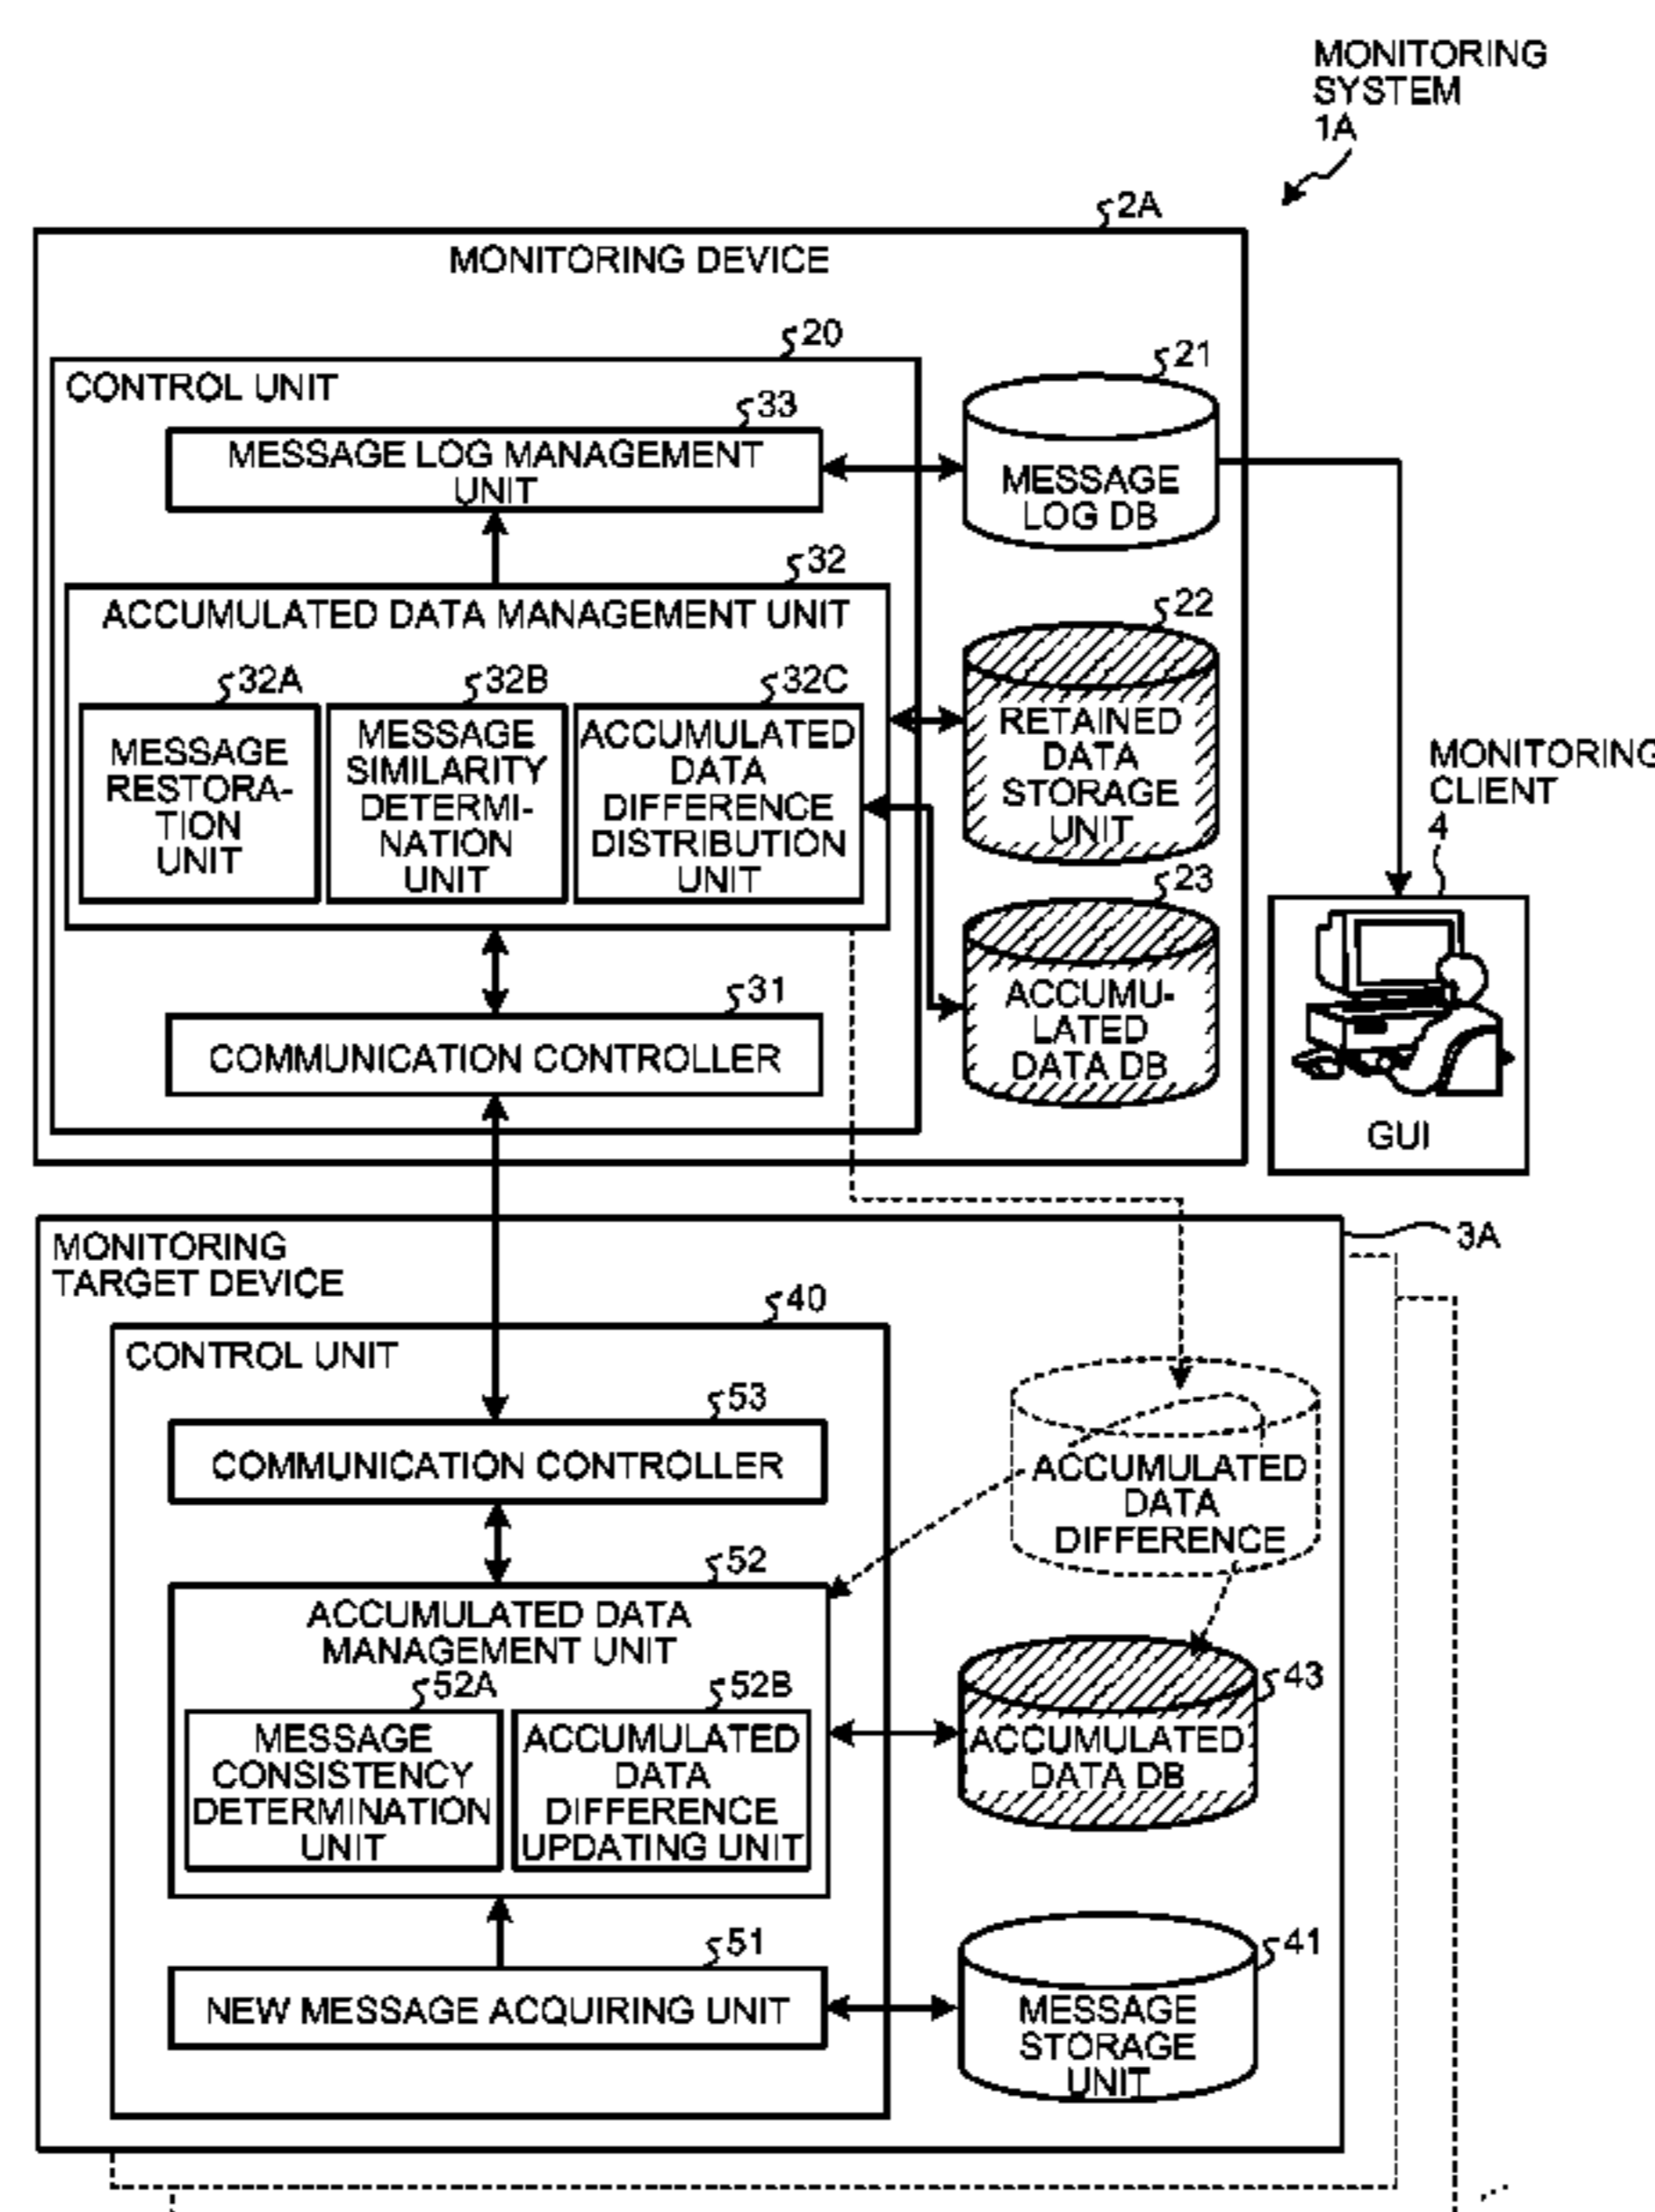 MONITORING
SYSTEM
1A
2A
MONITORING DEVICE
20
CONTROL UNIT
21
MESSAGE
LOG DB
33
MESSAGE LOG MANAGEMENT
UNIT
32
ACCUMULATED DATA MANAGEMENT UNIT
32A
MESSAGE
RESTORA-
TION
UNIT
32B
MESSAGE
SIMILARITY
DETERMI-
NATION
UNIT
32C
ACCUMULATED
DATA
DIFFERENCE
DISTRIBUTION
UNIT
22
RETAINED
DATA
STORAGE
UNIT
23
ACCUMU-
LATED
DATA DB
MONITORING
CLIENT
4
GUI
31
COMMUNICATION CONTROLLER
3A
MONITORING
TARGET DEVICE
40
CONTROL UNIT
53
COMMUNICATION CONTROLLER
ACCUMULATED
DATA
DIFFERENCE
52
ACCUMULATED DATA
MANAGEMENT UNIT
52A
MESSAGE
CONSISTENCY
DETERMINATION
UNIT
52B
ACCUMULATED
DATA
DIFFERENCE
UPDATING UNIT
43
ACCUMULATED
DATA DB
51
NEW MESSAGE ACQUIRING UNIT
41
MESSAGE
STORAGE
UNIT